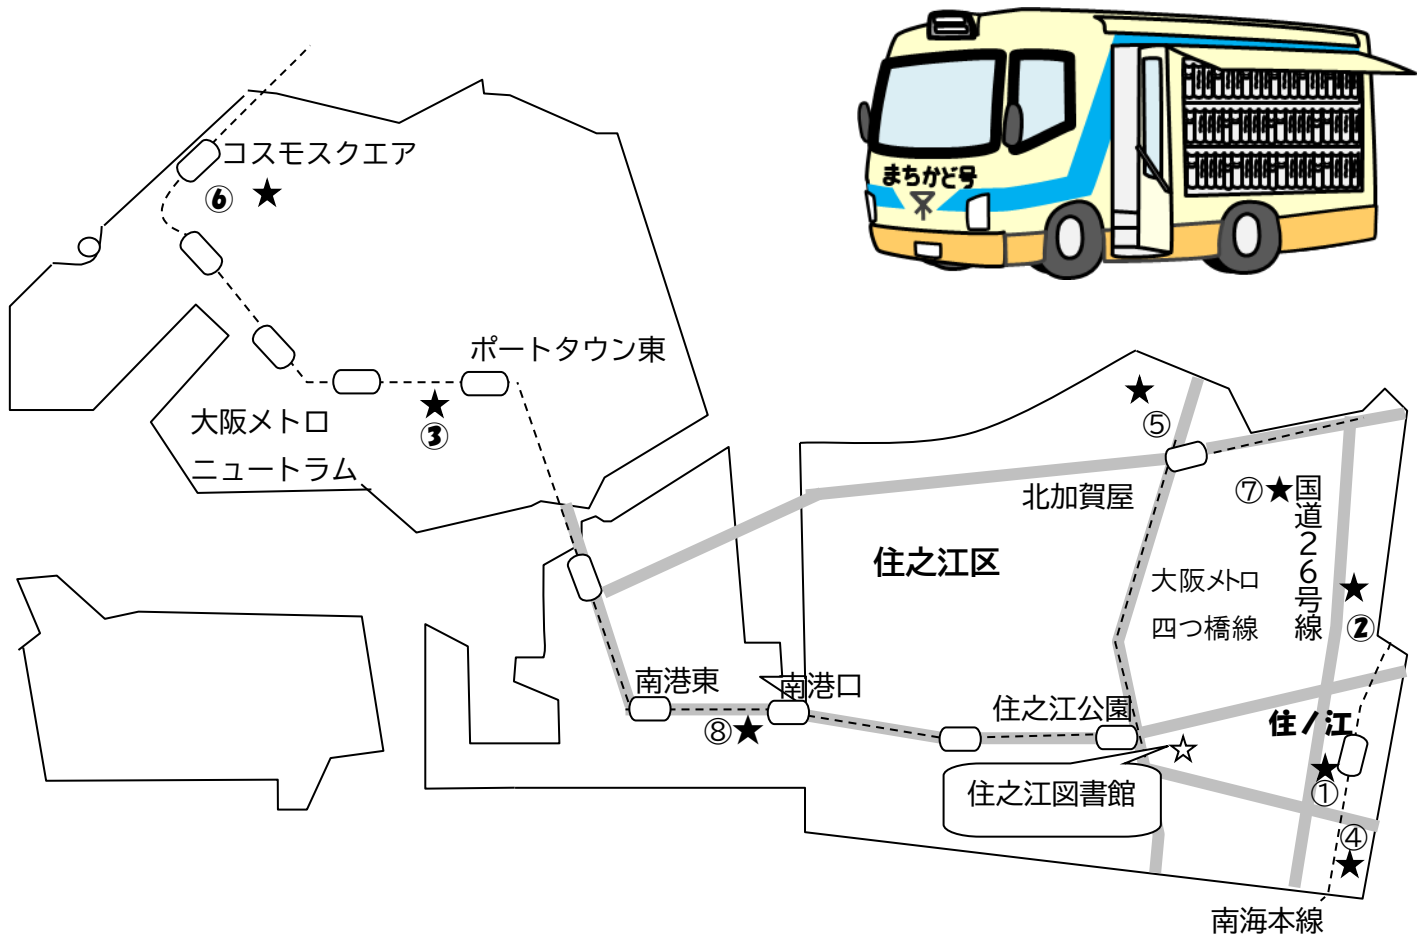 まちかど号
コスモスクエア
⑥
★
ポートタウン東
★
③
大阪メトロ
ニュートラム
★
⑤
北加賀屋
⑦★
国道26号線
住之江区
大阪メトロ
四つ橋線
★
②
南港東
南港口
⑧★
住之江公園
☆
住之江図書館
住ノ江
★
①
④
★
南海本線